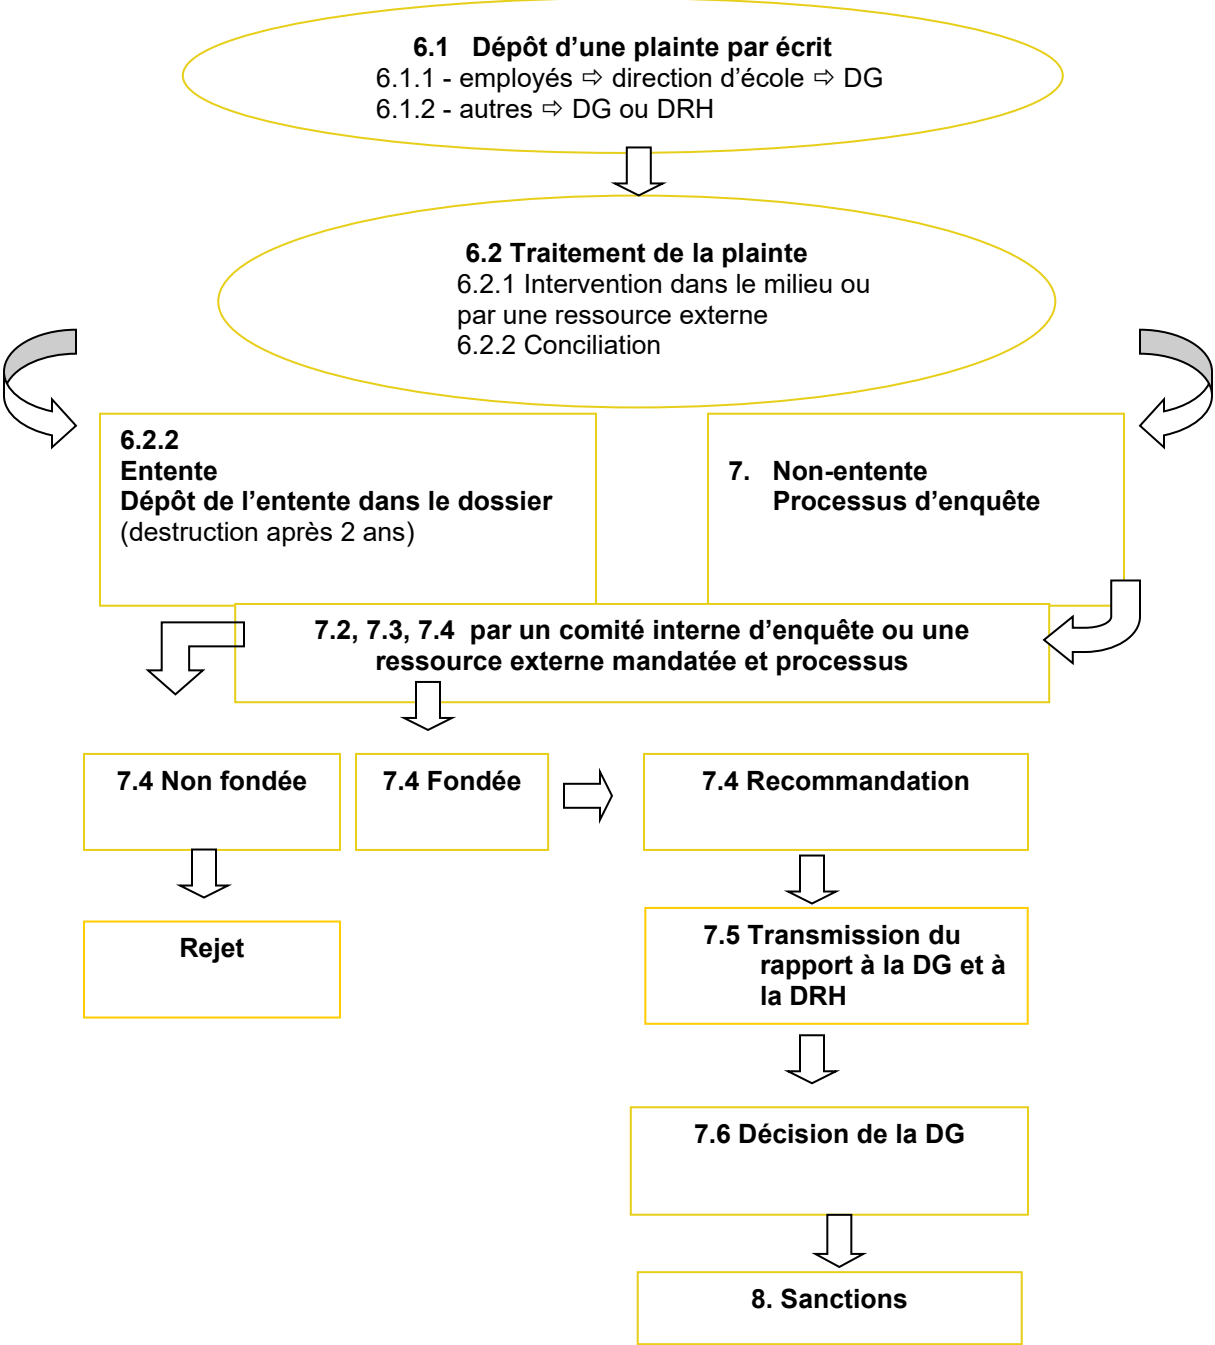 6.1 Dépôt d’une plainte par écrit
6.1.1 - employés ⇨ direction d’école ⇨ DG
6.1.2 - autres ⇨ DG ou DRH
6.2 Traitement de la plainte
6.2.1 Intervention dans le milieu ou
par une ressource externe
6.2.2 Conciliation
6.2.2
Entente
Dépôt de l’entente dans le dossier
(destruction après 2 ans)
7. Non-entente
Processus d’enquête
7.2, 7.3, 7.4 par un comité interne d’enquête ou une
ressource externe mandatée et processus
7.4 Non fondée
7.4 Fondée
7.4 Recommandation
Rejet
7.5 Transmission du
rapport à la DG et à
la DRH
7.6 Décision de la DG
8. Sanctions